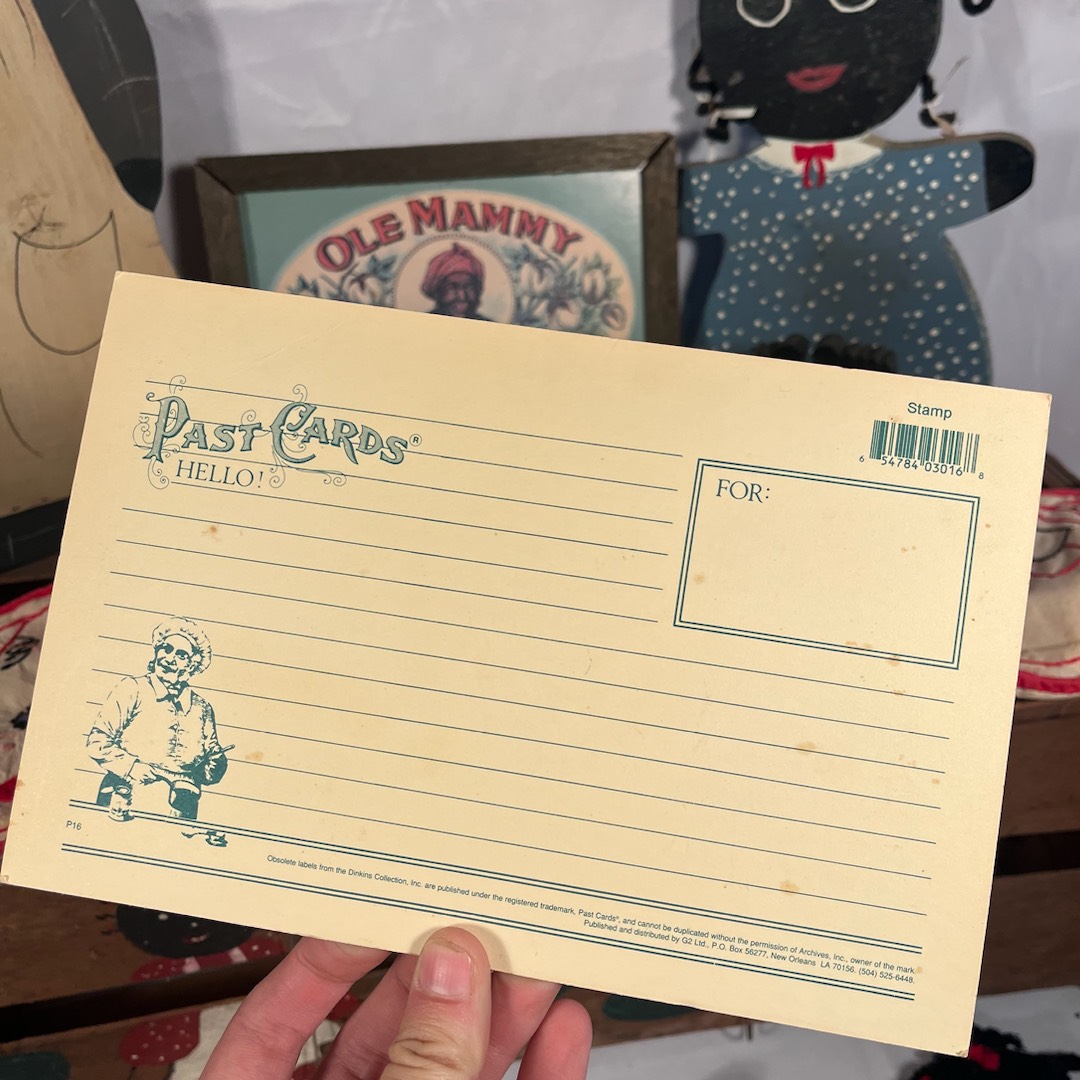 OLE MAMMY
PAST CARDS®
HELLO!
Stamp
6 54784 03016 8
FOR:
P16
Obsolete labels from the Dinkins Collection, Inc. are published under the registered trademark, Past Cards®, and cannot be duplicated without the permission of Archives, Inc., owner of the mark.
Published and distributed by G2 Ltd., P.O. Box 56277, New Orleans LA 70156. (504) 525-6448.